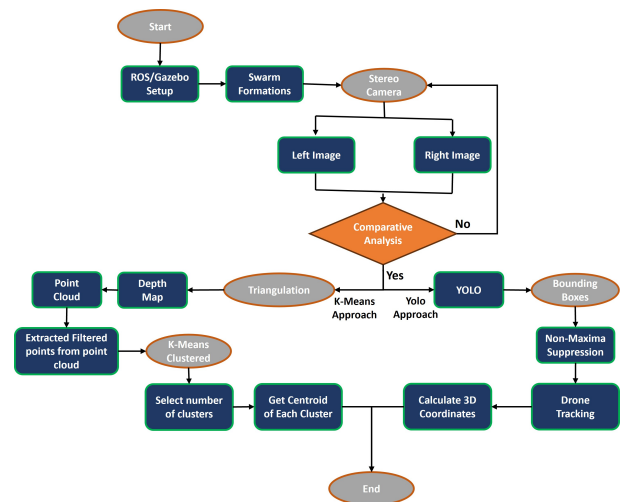 Start
ROS/Gazebo
Setup
Swarm
Formations
Stereo
Camera
Left Image
Right Image
Comparative
Analysis
No
Yes
K-Means
Approach
Yolo
Approach
Point
Cloud
Depth
Map
Triangulation
YOLO
Bounding
Boxes
Extracted Filtered
points from point
cloud
K-Means
Clustered
Non-Maxima
Suppression
Select number
of clusters
Get Centroid
of Each Cluster
Calculate 3D
Coordinates
Drone
Tracking
End